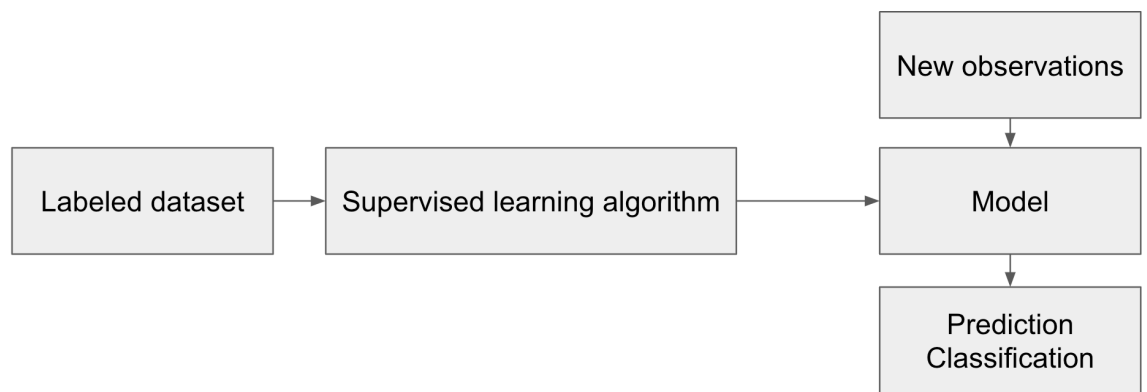 New observations
Labeled dataset
Supervised learning algorithm
Model
Prediction
Classification